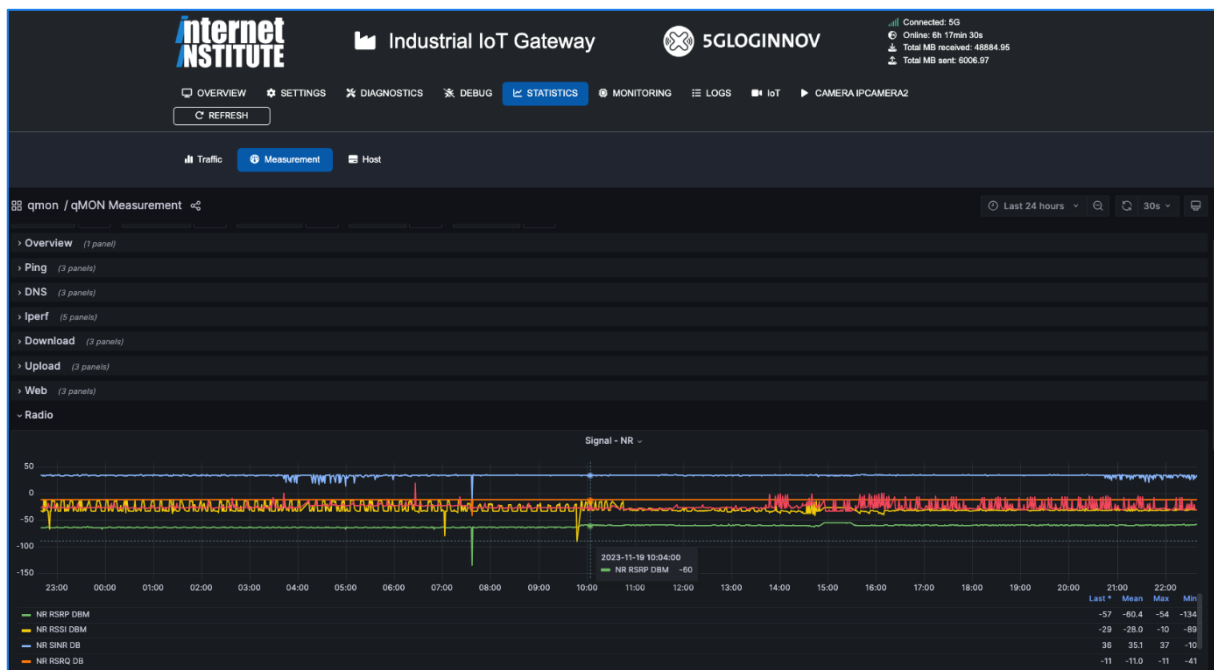 internet
INSTITUTE
Industrial IoT Gateway
5GLOGINNOV
Connected: 5G
Online: 6h 17min 30s
Total MB received: 48884.95
Total MB sent: 6006.97
OVERVIEW SETTINGS DIAGNOSTICS DEBUG STATISTICS MONITORING LOGS IoT CAMERA IPCAMERA2
REFRESH
Traffic Measurement Host
qmon / qMON Measurement
Last 24 hours 30s
Overview (1 panel)
Ping (3 panels)
DNS (3 panels)
Iperf (5 panels)
Download (3 panels)
Upload (3 panels)
Web (3 panels)
Radio
Signal - NR
50
0
-50
-100
-150
2023-11-19 10:04:00
NR RSRP DBM -60
23:00 00:00 01:00 02:00 03:00 04:00 05:00 06:00 07:00 08:00 09:00 10:00 11:00 12:00 13:00 14:00 15:00 16:00 17:00 18:00 19:00 20:00 21:00 22:00
Last * Mean Max Min
NR RSRP DBM -57 -60.4 -54 -134
NR RSSI DBM -29 -28.0 -10 -89
NR SINR DB 36 35.1 37 -10
NR RSRQ DB -11 -11.0 -11 -41